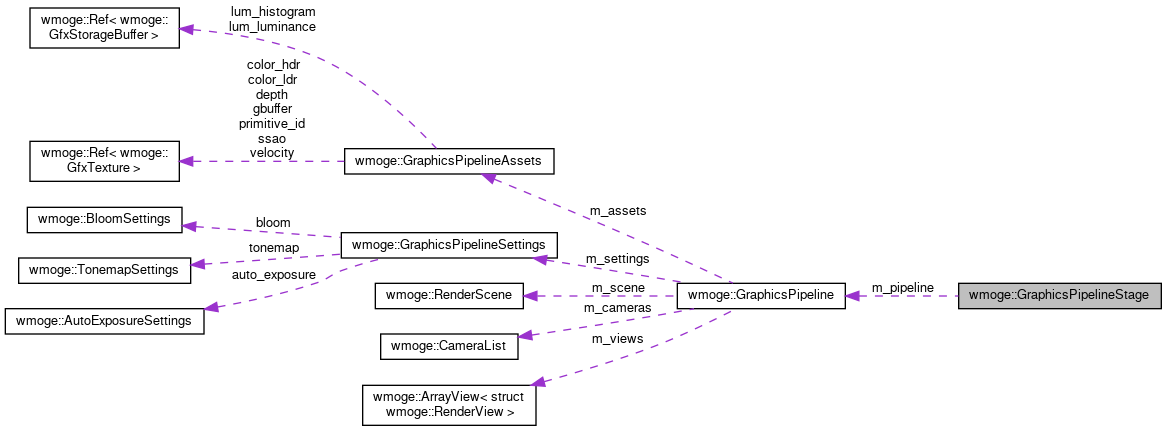 wmoge::Ref< wmoge::
GfxStorageBuffer >
lum_histogram
lum_luminance
color_hdr
color_ldr
depth
gbuffer
primitive_id
ssao
velocity
wmoge::Ref< wmoge::
GfxTexture >
wmoge::GraphicsPipelineAssets
wmoge::BloomSettings
bloom
wmoge::TonemapSettings
tonemap
wmoge::AutoExposureSettings
auto_exposure
wmoge::GraphicsPipelineSettings
m_assets
m_settings
wmoge::RenderScene
m_scene
wmoge::CameraList
m_cameras
wmoge::ArrayView< struct
wmoge::RenderView >
m_views
wmoge::GraphicsPipeline
m_pipeline
wmoge::GraphicsPipelineStage